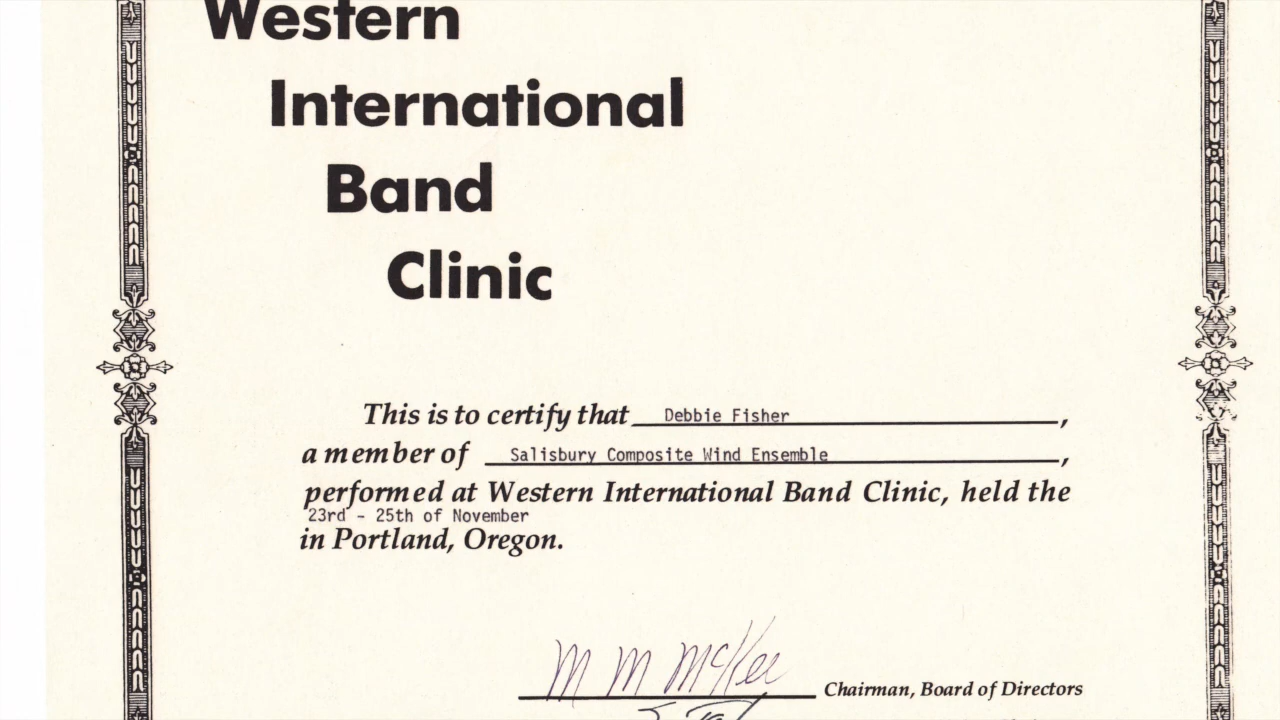 Western
International
Band
Clinic
This is to certify that Debbie Fisher,
a member of Salisbury Composite Wind Ensemble,
performed at Western International Band Clinic, held the
23rd - 25th of November
in Portland, Oregon.
M M McKee
Chairman, Board of Directors